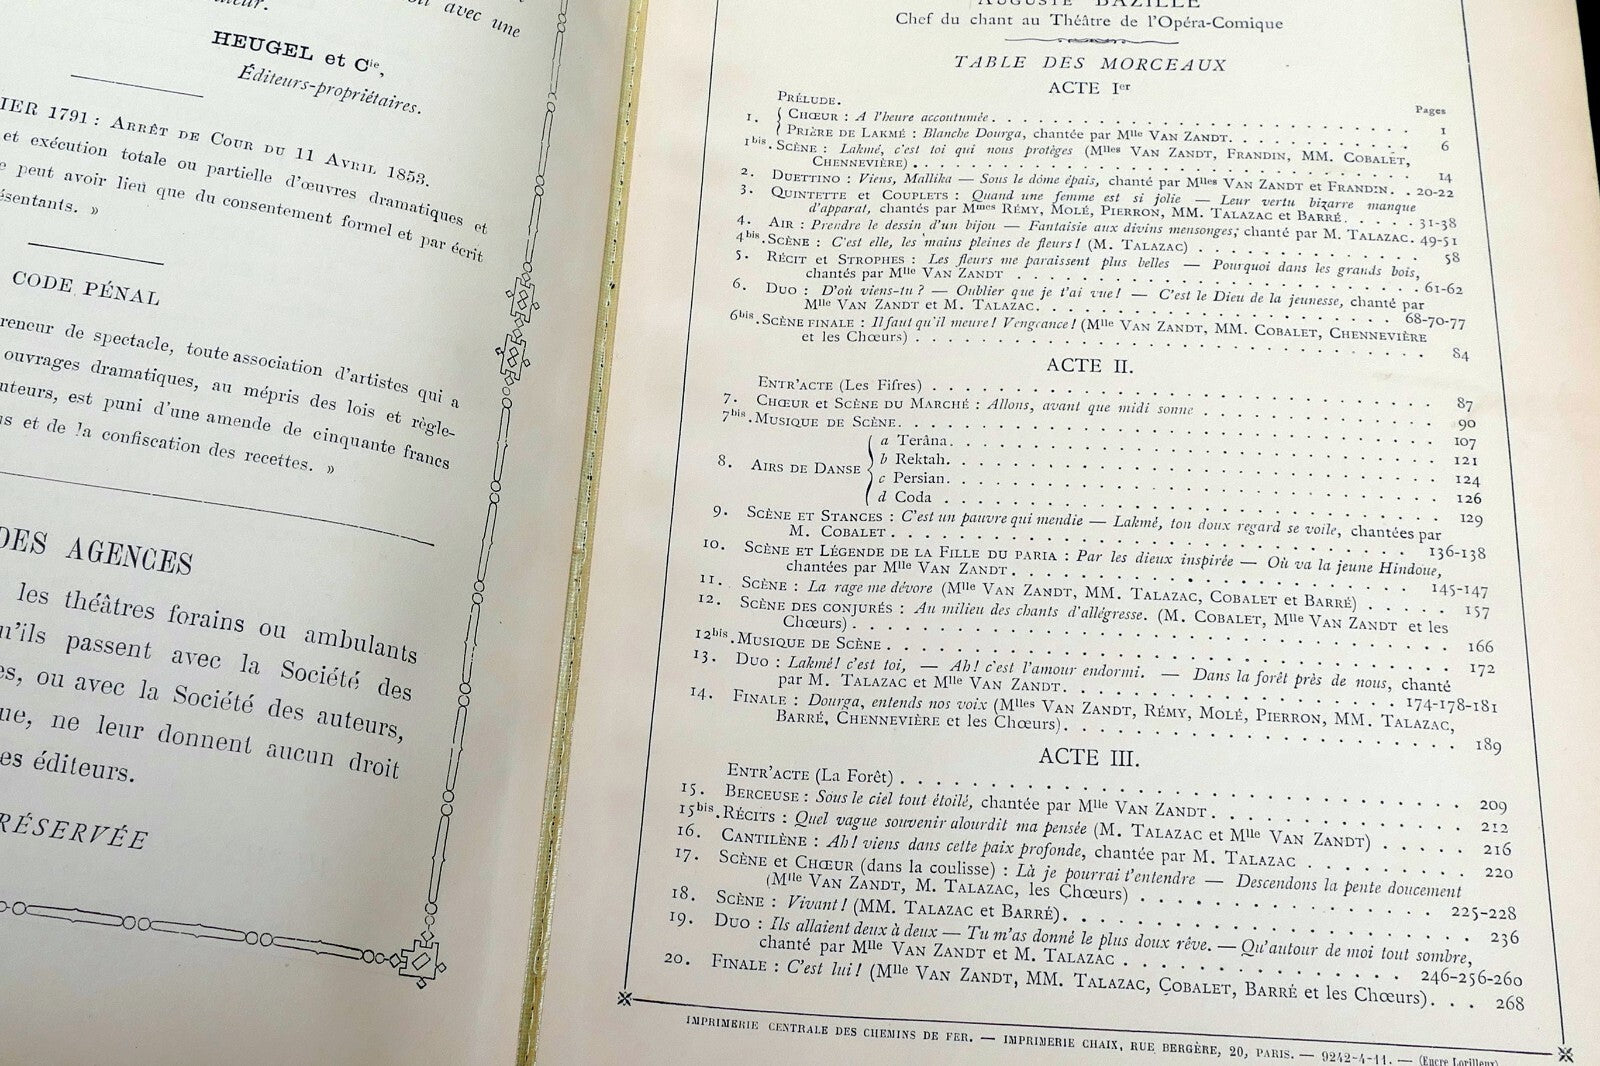 avec une
HEUGEL et Cie,
Éditeurs-propriétaires.
1791 : ARRÊT DE COUR DU 11 AVRIL 1853.
et exécution totale ou partielle d'œuvres dramatiques et
peut avoir lieu que du consentement formel et par écrit
CODE PÉNAL
de spectacle, toute association d'artistes qui a
ouvrages dramatiques, au mépris des lois et règle-
est puni d'une amende de cinquante francs
et de la confiscation des recettes. »
DES AGENCES
les théâtres forains ou ambulants
qu'ils passent avec la Société des
ou avec la Société des auteurs,
ne leur donnent aucun droit
éditeurs.
RÉSERVÉE
AUGUSTE BAZILLE
Chef du chant au Théâtre de l'Opéra-Comique
TABLE DES MORCEAUX
ACTE Ier
Pages
PRÉLUDE.
1. CHŒUR : A l'heure accoutumée. 1
PRIÈRE DE LAKMÉ : Blanche Dourga, chantée par Mlle VAN ZANDT. 6
1bis. SCÈNE : Lakmé, c'est toi qui nous protèges (Mlles VAN ZANDT, FRANDIN, MM. COBALET,
CHENNEVIÈRE) 14
2. DUETTINO : Viens, Mallika — Sous le dôme épais, chanté par Mlles VAN ZANDT et FRANDIN. 20-22
3. QUINTETTE et COUPLETS : Quand une femme est si jolie — Leur vertu bizarre manque
d'apparat, chantés par Mmes RÉMY, MOLÉ, PIERRON, MM. TALAZAC et BARRÉ. 31-38
4. AIR : Prendre le dessin d'un bijou — Fantaisie aux divins mensonges; chanté par M. TALAZAC. 49-51
4bis. SCÈNE : C'est elle, les mains pleines de fleurs! (M. TALAZAC) 58
5. RÉCIT et STROPHES : Les fleurs me paraissent plus belles — Pourquoi dans les grands bois,
chantés par Mlle VAN ZANDT 61-62
6. DUO : D'où viens-tu? — Oublier que je t'ai vue! — C'est le Dieu de la jeunesse, chanté par
Mlle VAN ZANDT et M. TALAZAC. 68-70-77
6bis. SCÈNE FINALE : Il faut qu'il meure! Vengeance! (Mlle VAN ZANDT, MM. COBALET, CHENNEVIÈRE
et les CHŒURS) 84
ACTE II.
ENTR'ACTE (Les Fifres) 87
7. CHŒUR et SCÈNE DU MARCHÉ : Allons, avant que midi sonne 90
7bis. MUSIQUE DE SCÈNE. 107
8. AIRS DE DANSE
a Terâna. 121
b Rektah. 124
c Persian. 126
d Coda 129
9. SCÈNE ET STANCES : C'est un pauvre qui mendie — Lakmé, ton doux regard se voile, chantées par
M. COBALET 136-138
10. SCÈNE ET LÉGENDE DE LA FILLE DU PARIA : Par les dieux inspirée — Où va la jeune Hindoue,
chantées par Mlle VAN ZANDT 145-147
11. SCÈNE : La rage me dévore (Mlle VAN ZANDT, MM. TALAZAC, COBALET et BARRÉ) 157
12. SCÈNE DES CONJURÉS : Au milieu des chants d'allégresse. (M. COBALET, Mlle VAN ZANDT et les
CHŒURS) 166
12bis. MUSIQUE DE SCÈNE 172
13. DUO : Lakmé! c'est toi, — Ah! c'est l'amour endormi. — Dans la forêt près de nous, chanté
par M. TALAZAC et Mlle VAN ZANDT. 174-178-181
14. FINALE : Dourga, entends nos voix (Mlles VAN ZANDT, RÉMY, MOLÉ, PIERRON, MM. TALAZAC,
BARRÉ, CHENNEVIÈRE et les CHŒURS). 189
ACTE III.
ENTR'ACTE (La Forêt) 209
15. BERCEUSE : Sous le ciel tout étoilé, chantée par Mlle VAN ZANDT. 212
15bis. RÉCITS : Quel vague souvenir alourdit ma pensée (M. TALAZAC et Mlle VAN ZANDT) 216
16. CANTILÈNE : Ah! viens dans cette paix profonde, chantée par M. TALAZAC 220
17. SCÈNE et CHŒUR (dans la coulisse) : Là je pourrai t'entendre — Descendons la pente doucement
(Mlle VAN ZANDT, M. TALAZAC, les CHŒURS) 225-228
18. SCÈNE : Vivant! (MM. TALAZAC et BARRÉ). 236
19. DUO : Ils allaient deux à deux — Tu m'as donné le plus doux rêve. — Qu'autour de moi tout sombre,
chanté par Mlle VAN ZANDT et M. TALAZAC 246-256-260
20. FINALE : C'est lui! (Mlle VAN ZANDT, MM. TALAZAC, COBALET, BARRÉ et les CHŒURS). 268
IMPRIMERIE CENTRALE DES CHEMINS DE FER. — IMPRIMERIE CHAIX, RUE BERGÈRE, 20, PARIS. — 9242-4-11. — (Encre Lorilleux)